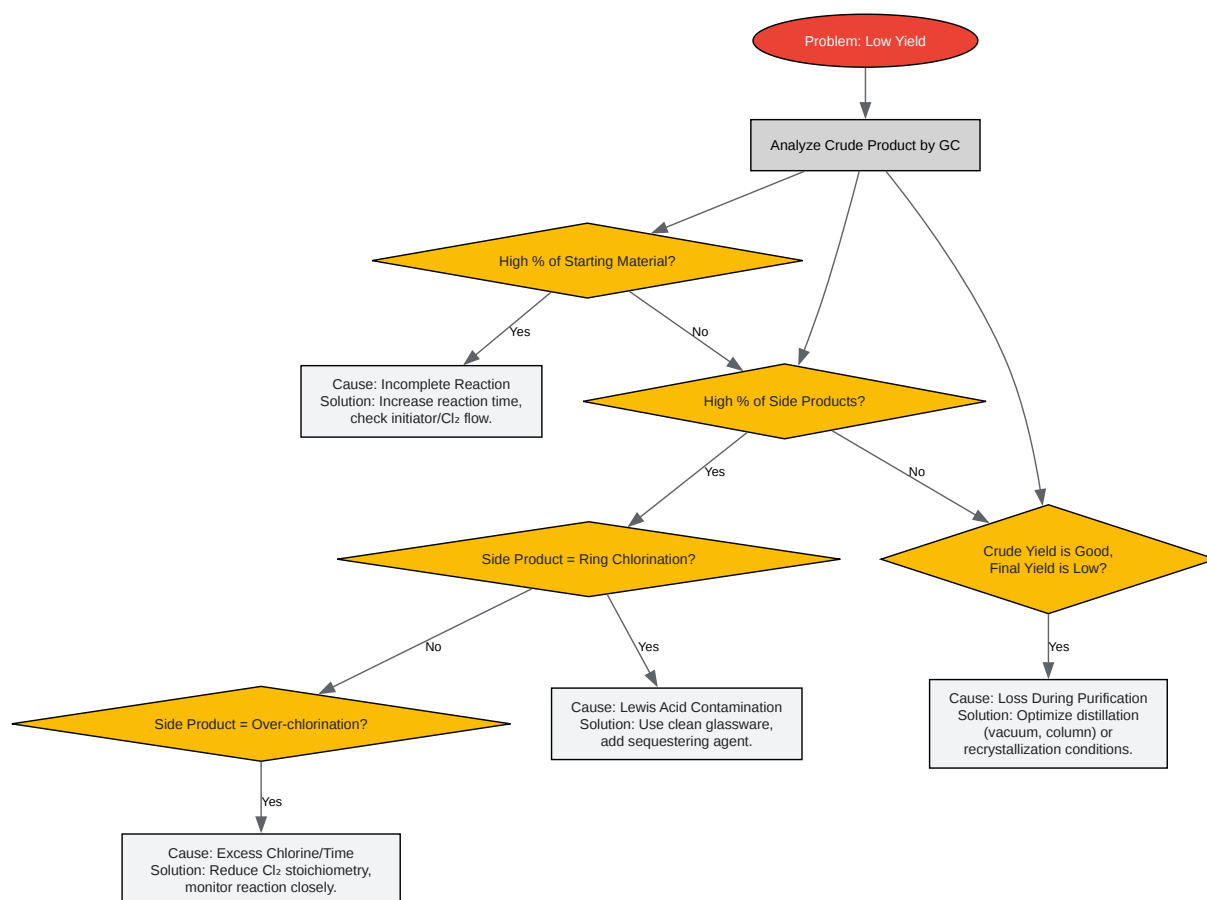 Problem: Low Yield
Analyze Crude Product by GC
High % of Starting Material?
Yes
No
Cause: Incomplete Reaction
Solution: Increase reaction time,
check initiator/Cl₂ flow.
High % of Side Products?
Yes
No
Side Product = Ring Chlorination?
Crude Yield is Good,
Final Yield is Low?
No
Yes
Yes
Side Product = Over-chlorination?
Cause: Lewis Acid Contamination
Solution: Use clean glassware,
add sequestering agent.
Cause: Loss During Purification
Solution: Optimize distillation
(vacuum, column) or
recrystallization conditions.
Yes
Cause: Excess Chlorine/Time
Solution: Reduce Cl₂ stoichiometry,
monitor reaction closely.